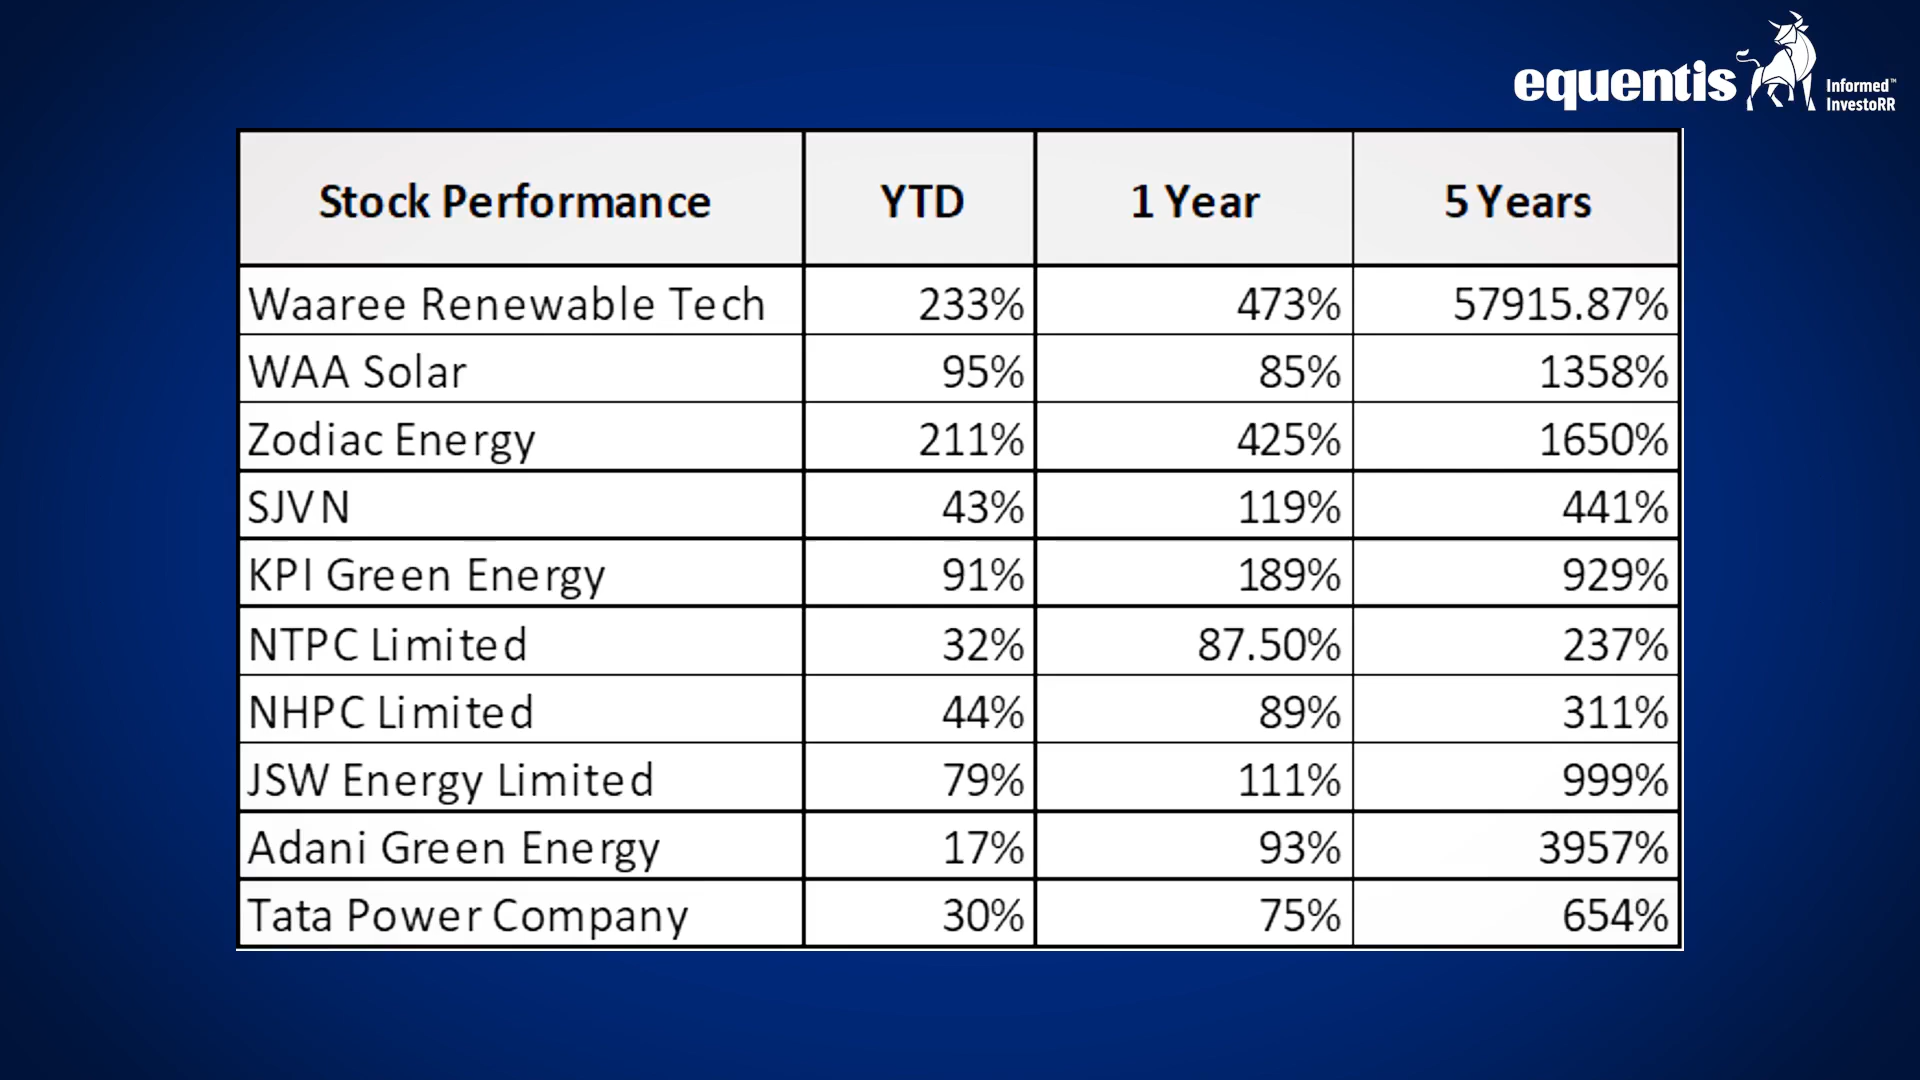 equentis
Informed™
InvestoRR
Stock Performance YTD 1 Year 5 Years
Waaree Renewable Tech 233% 473% 57915.87%
WAA Solar 95% 85% 1358%
Zodiac Energy 211% 425% 1650%
SJVN 43% 119% 441%
KPI Green Energy 91% 189% 929%
NTPC Limited 32% 87.50% 237%
NHPC Limited 44% 89% 311%
JSW Energy Limited 79% 111% 999%
Adani Green Energy 17% 93% 3957%
Tata Power Company 30% 75% 654%